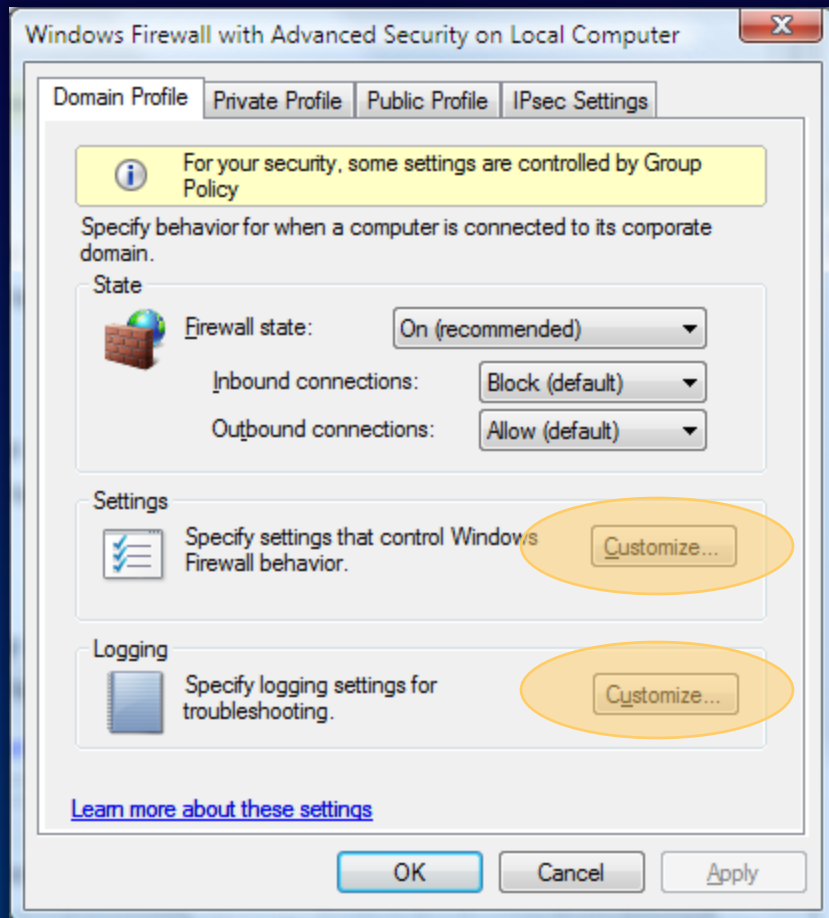 Windows Firewall with Advanced Security on Local Computer
Domain Profile
Private Profile
Public Profile
IPsec Settings
For your security, some settings are controlled by Group
Policy
Specify behavior for when a computer is connected to its corporate
domain.
State
Firewall state:
On (recommended)
Inbound connections:
Block (default)
Outbound connections:
Allow (default)
Settings
Specify settings that control Windows
Firewall behavior.
Customize...
Logging
Specify logging settings for
troubleshooting.
Customize...
Learn more about these settings
OK
Cancel
Apply